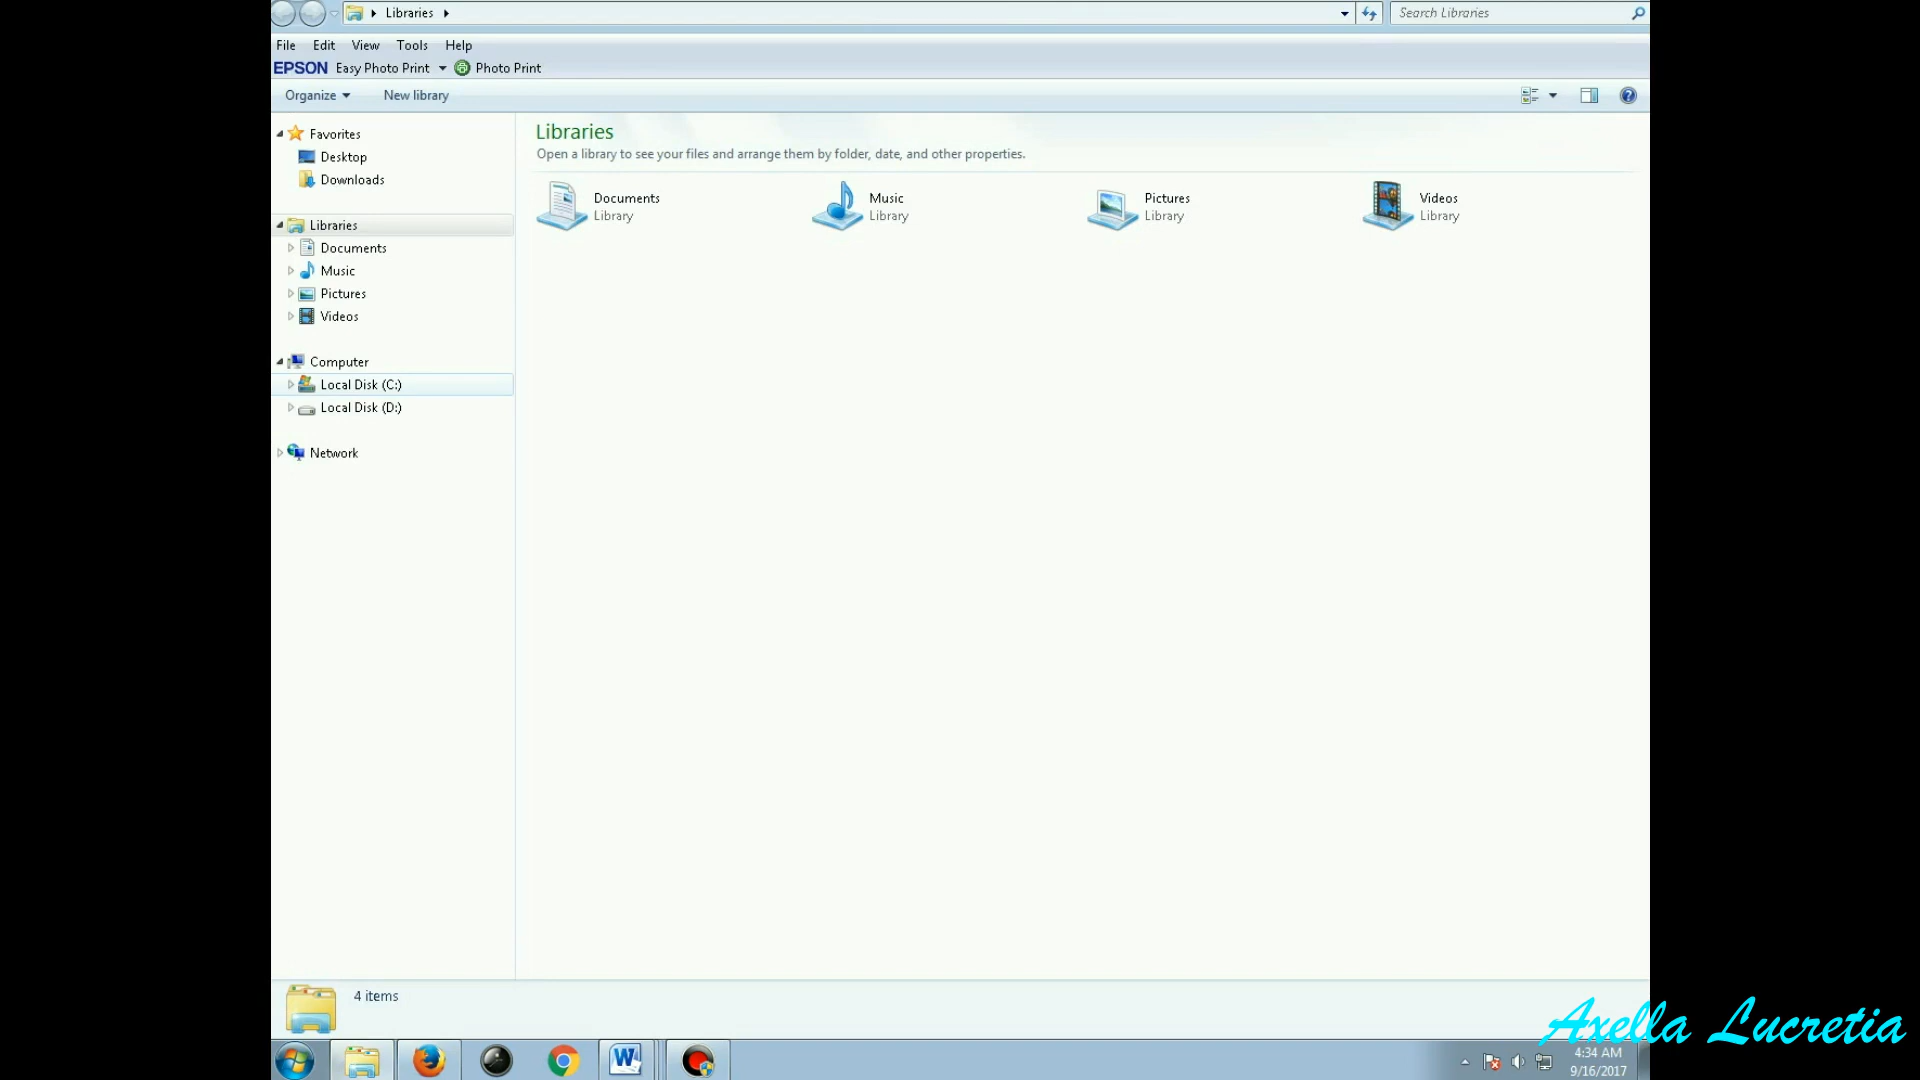 Libraries
Search Libraries
File Edit View Tools Help
EPSON Easy Photo Print Photo Print
Organize New library
Favorites
Desktop
Downloads
Libraries
Documents
Music
Pictures
Videos
Computer
Local Disk (C:)
Local Disk (D:)
Network
Libraries
Open a library to see your files and arrange them by folder, date, and other properties.
Documents
Library
Music
Library
Pictures
Library
Videos
Library
4 items
Axella Lucretia
4:34 AM
9/16/2017